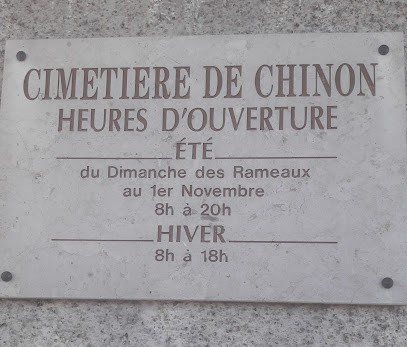 CIMETIERE DE CHINON
HEURES D'OUVERTURE
ÉTÉ
du Dimanche des Rameaux
au 1er Novembre
8h à 20h
HIVER
8h à 18h